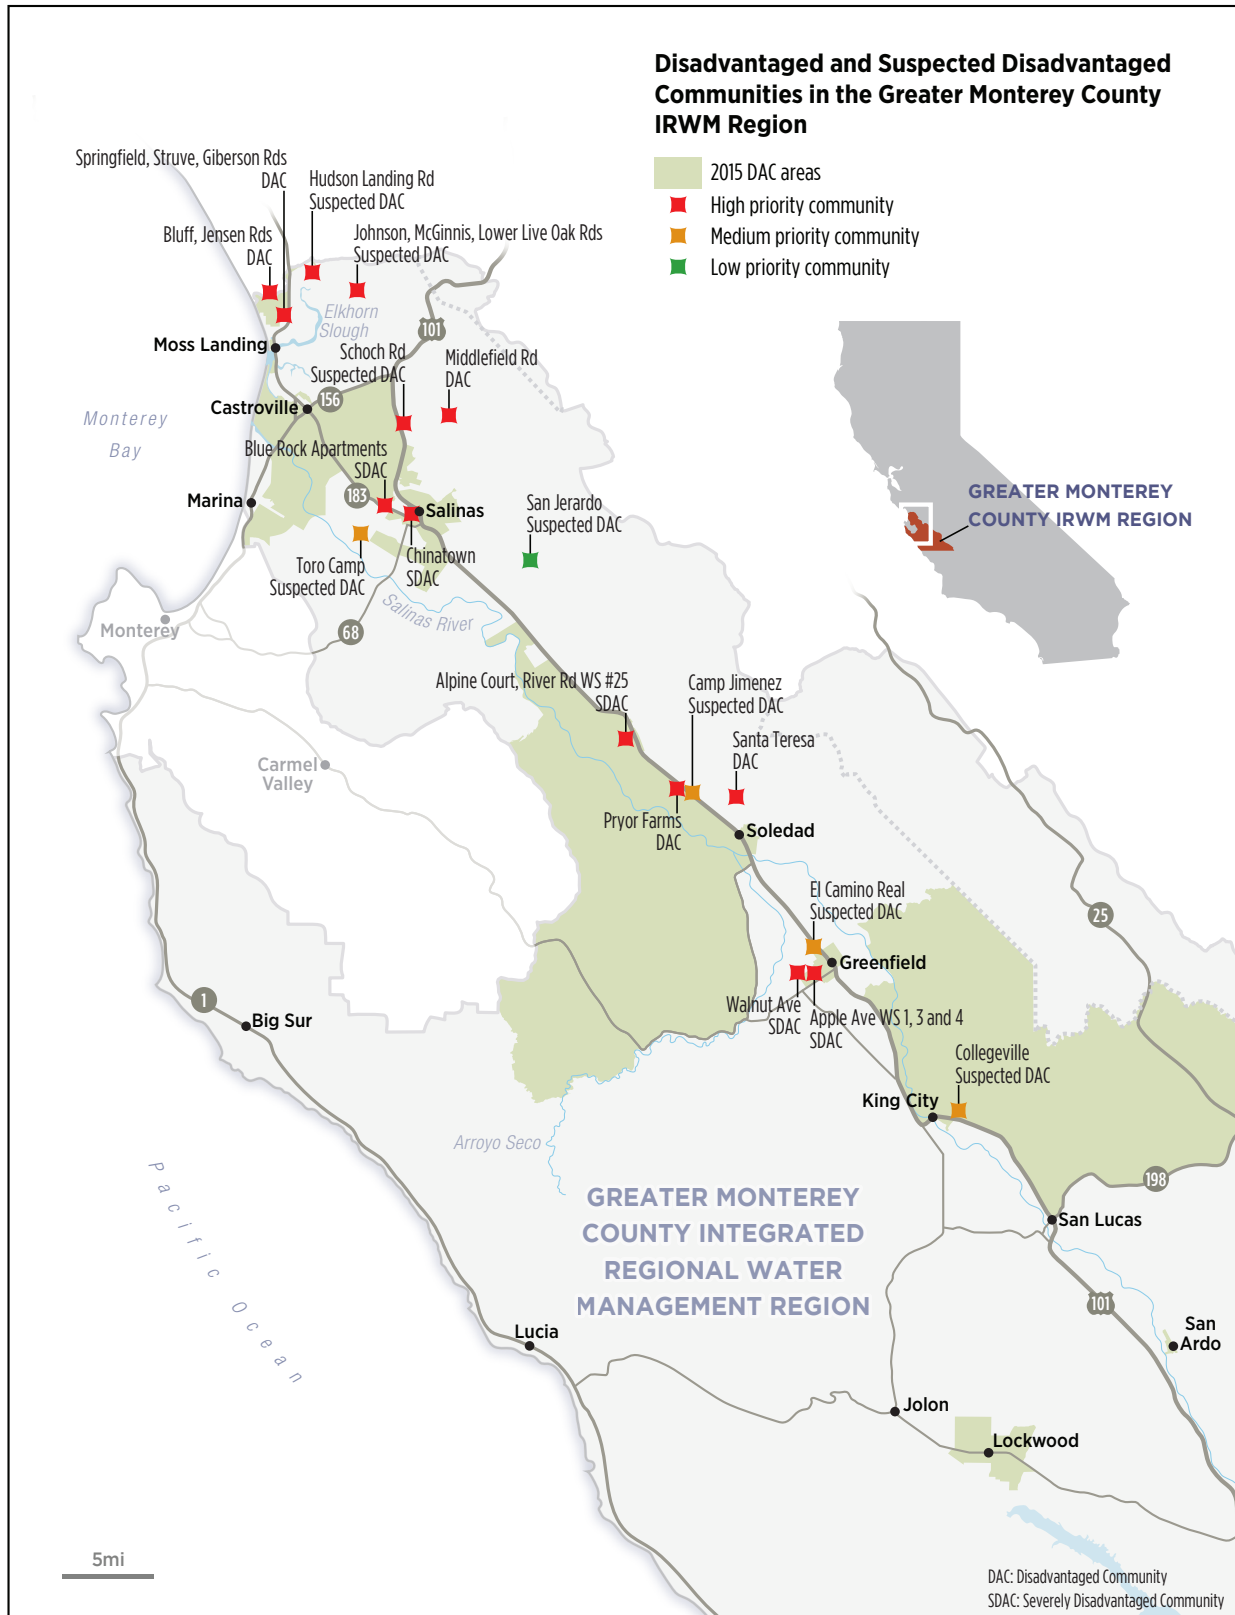 Disadvantaged and Suspected Disadvantaged
Communities in the Greater Monterey County
IRWM Region
2015 DAC areas
High priority community
Medium priority community
Low priority community
Springfield, Struve, Giberson Rds
DAC
Hudson Landing Rd
Suspected DAC
Bluff, Jensen Rds
DAC
Johnson, McGinnis, Lower Live Oak Rds
Suspected DAC
Elkhorn
Slough
101
Moss Landing
Schoch Rd
Suspected DAC
Middlefield Rd
DAC
156
Castroville
Monterey
Bay
Blue Rock Apartments
SDAC
183
Marina
Salinas
San Jerardo
Suspected DAC
GREATER MONTEREY
COUNTY IRWM REGION
Toro Camp
Suspected DAC
Chinatown
SDAC
Salinas River
Monterey
68
Alpine Court, River Rd WS #25
SDAC
Camp Jimenez
Suspected DAC
Santa Teresa
DAC
Carmel
Valley
Pryor Farms
DAC
Soledad
El Camino Real
Suspected DAC
25
Greenfield
Walnut Ave
SDAC
Apple Ave WS 1, 3 and 4
SDAC
1
Big Sur
Collegeville
Suspected DAC
King City
Arroyo Seco
Pacific Ocean
198
GREATER MONTEREY
COUNTY INTEGRATED
REGIONAL WATER
MANAGEMENT REGION
San Lucas
101
San
Ardo
Lucia
Jolon
Lockwood
5mi
DAC: Disadvantaged Community
SDAC: Severely Disadvantaged Community